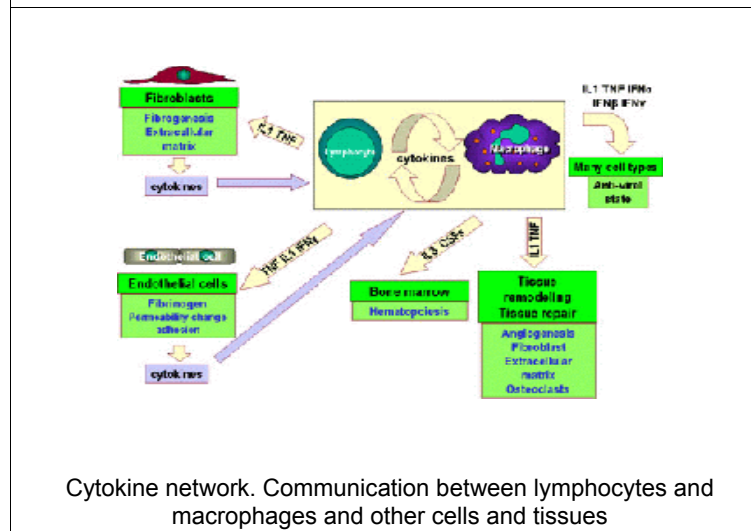 Fibroblasts
Fibrogenesis
Extracellular
matrix
cytokines
IL1 TNF
Lymphocyte
cytokines
Macrophage
IL1 TNF IFNα
IFNβ IFNγ
Many cell types
Anti-viral
state
Endothelial cell
Endothelial cells
Fibrinogen
Permeability change
adhesion
cytokines
TNF IL1 IFNγ
IL3 CSFs
Bone marrow
Hematopoiesis
IL1 TNF
Tissue
remodeling
Tissue repair
Angiogenesis
Fibroblast
Extracellular
matrix
Osteoclasts
Cytokine network. Communication between lymphocytes and
macrophages and other cells and tissues